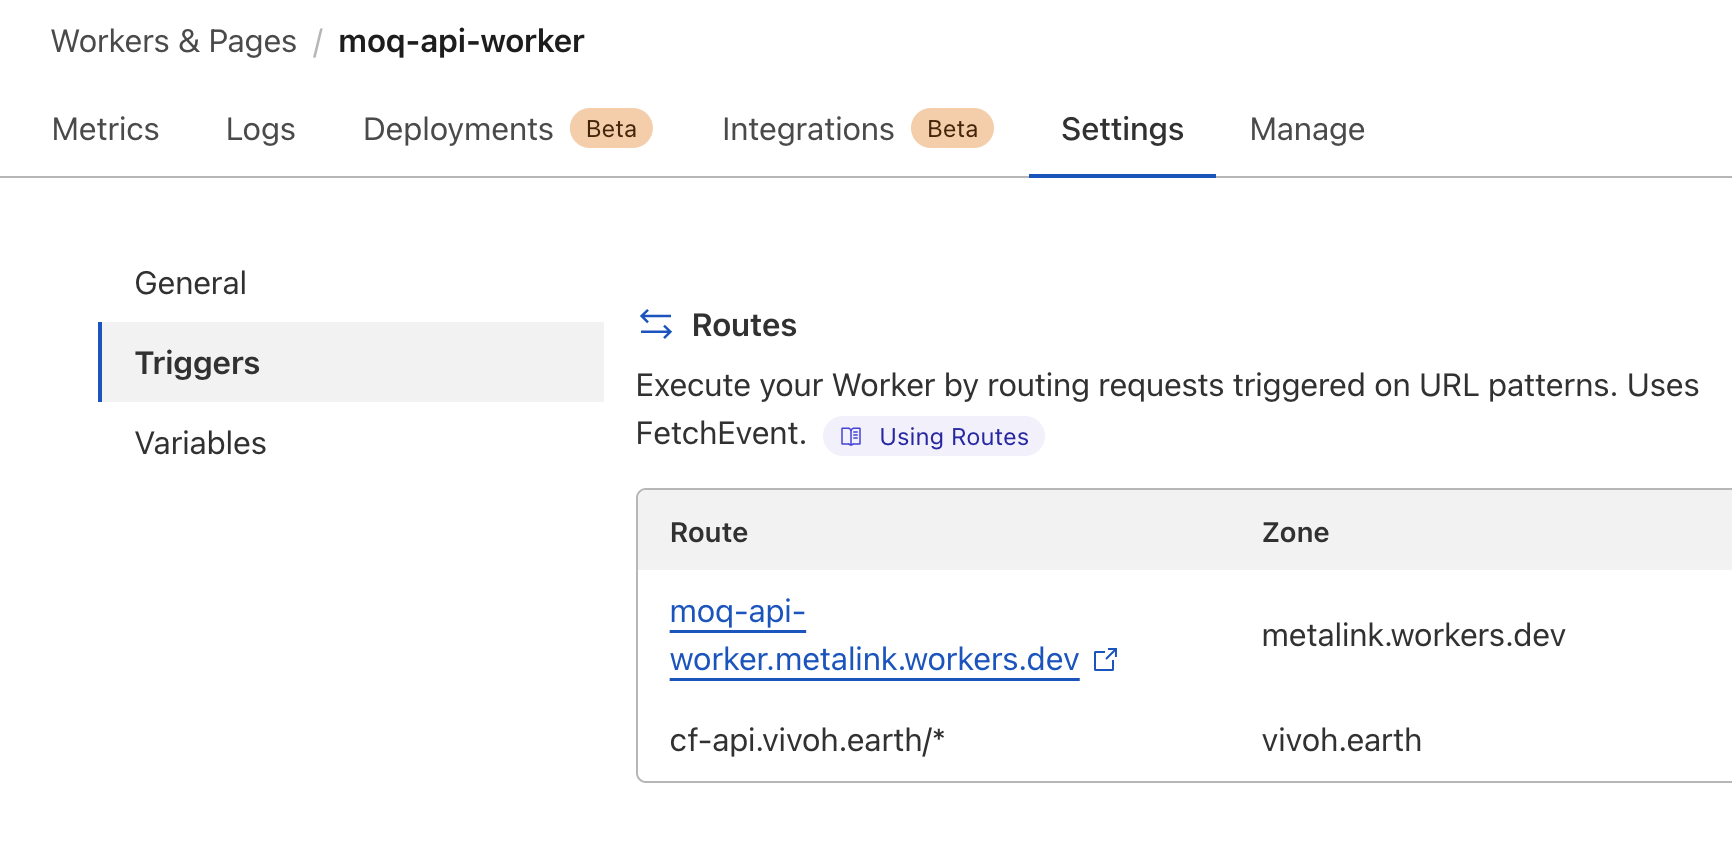 Workers & Pages / moq-api-worker
Metrics Logs Deployments Beta Integrations Beta Settings Manage
General
Triggers
Variables
Routes
Execute your Worker by routing requests triggered on URL patterns. Uses
FetchEvent. Using Routes
Route Zone
moq-api-
worker.metalink.workers.dev metalink.workers.dev
cf-api.vivoh.earth/* vivoh.earth